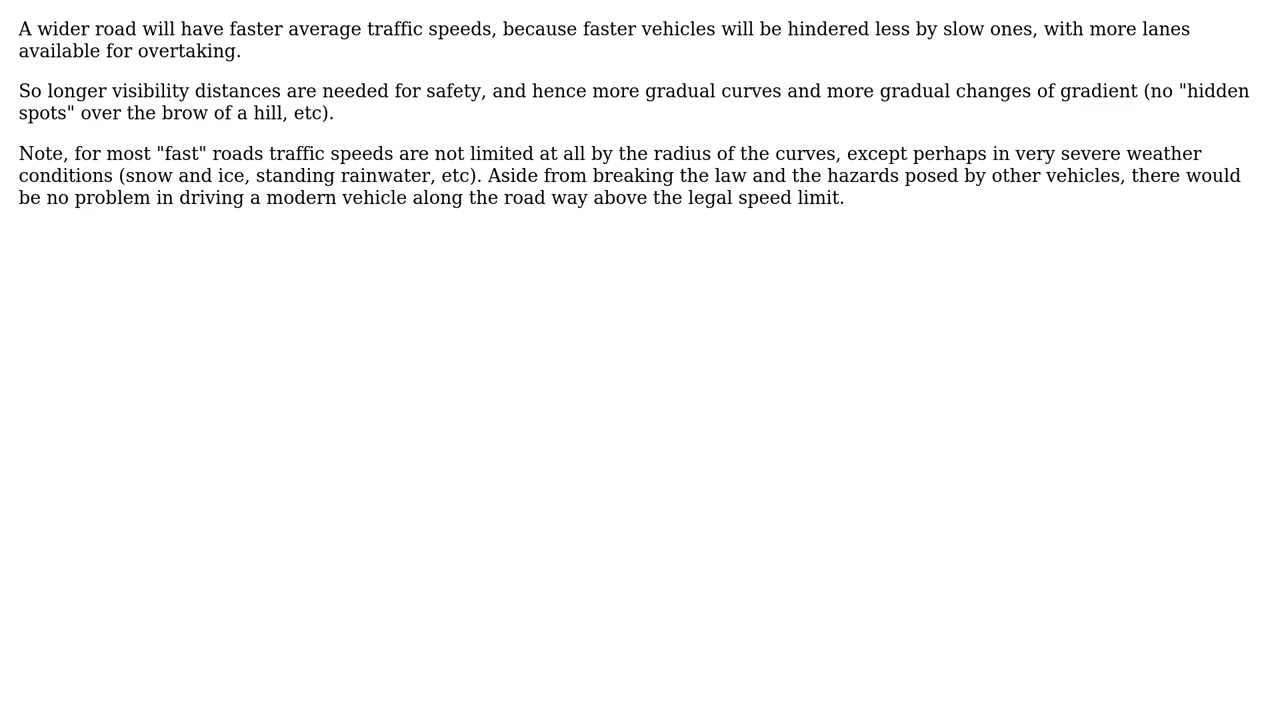 A wider road will have faster average traffic speeds, because faster vehicles will be hindered less by slow ones, with more lanes
available for overtaking.
So longer visibility distances are needed for safety, and hence more gradual curves and more gradual changes of gradient (no "hidden
spots" over the brow of a hill, etc).
Note, for most "fast" roads traffic speeds are not limited at all by the radius of the curves, except perhaps in very severe weather
conditions (snow and ice, standing rainwater, etc). Aside from breaking the law and the hazards posed by other vehicles, there would
be no problem in driving a modern vehicle along the road way above the legal speed limit.